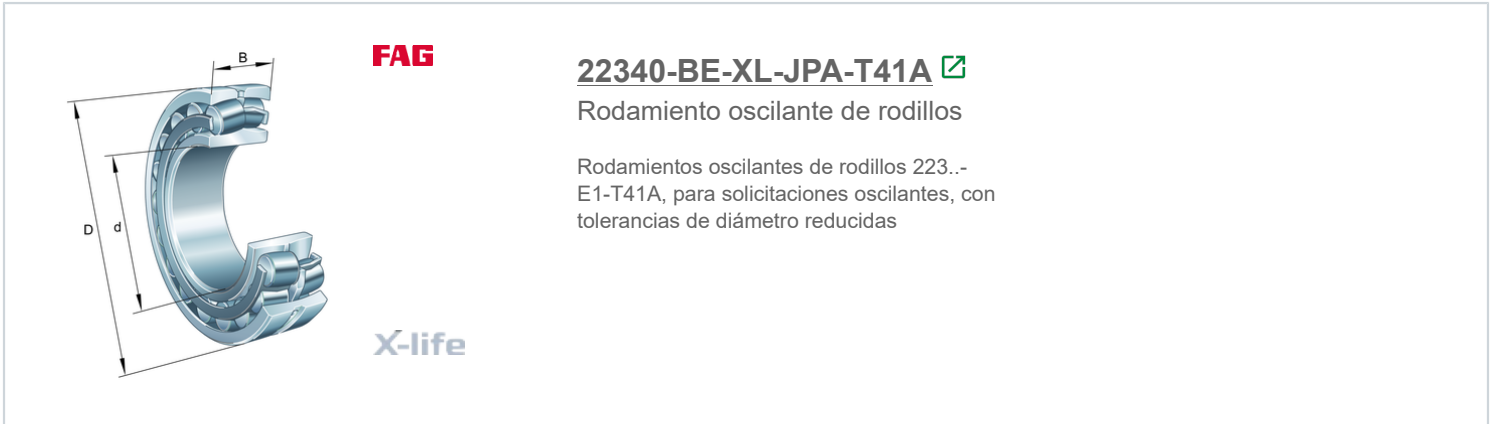 B
D
d
FAG
X-life
22340-BE-XL-JPA-T41A
Rodamiento oscilante de rodillos
Rodamientos oscilantes de rodillos 223..-
E1-T41A, para solicitaciones oscilantes, con
tolerancias de diámetro reducidas